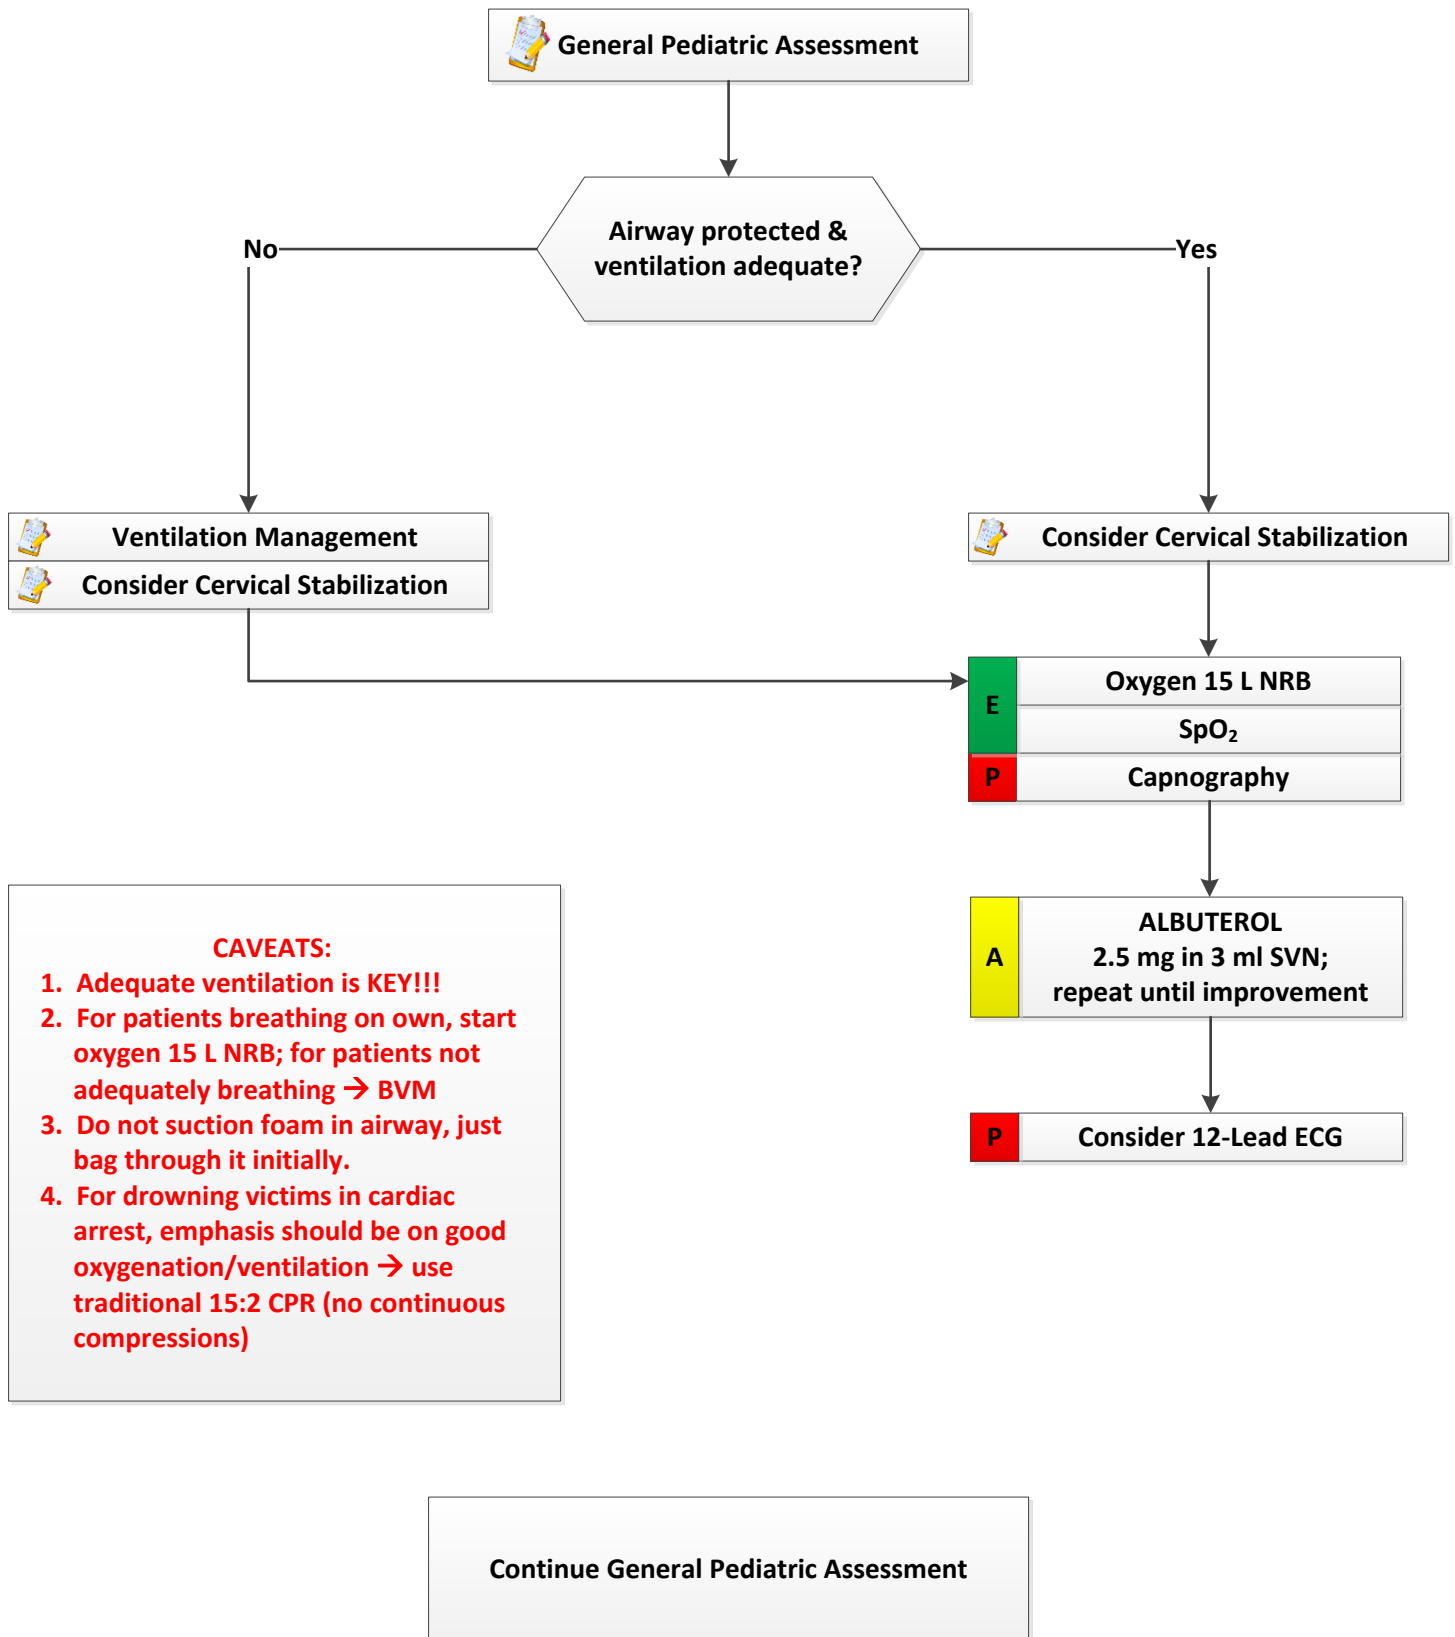 General Pediatric Assessment
Airway protected &
ventilation adequate?
No
Yes
Ventilation Management
Consider Cervical Stabilization
Consider Cervical Stabilization
E
Oxygen 15 L NRB
SpO₂
P
Capnography
A
ALBUTEROL
2.5 mg in 3 ml SVN;
repeat until improvement
P
Consider 12-Lead ECG
CAVEATS:
1. Adequate ventilation is KEY!!!
2. For patients breathing on own, start
oxygen 15 L NRB; for patients not
adequately breathing → BVM
3. Do not suction foam in airway, just
bag through it initially.
4. For drowning victims in cardiac
arrest, emphasis should be on good
oxygenation/ventilation → use
traditional 15:2 CPR (no continuous
compressions)
Continue General Pediatric Assessment